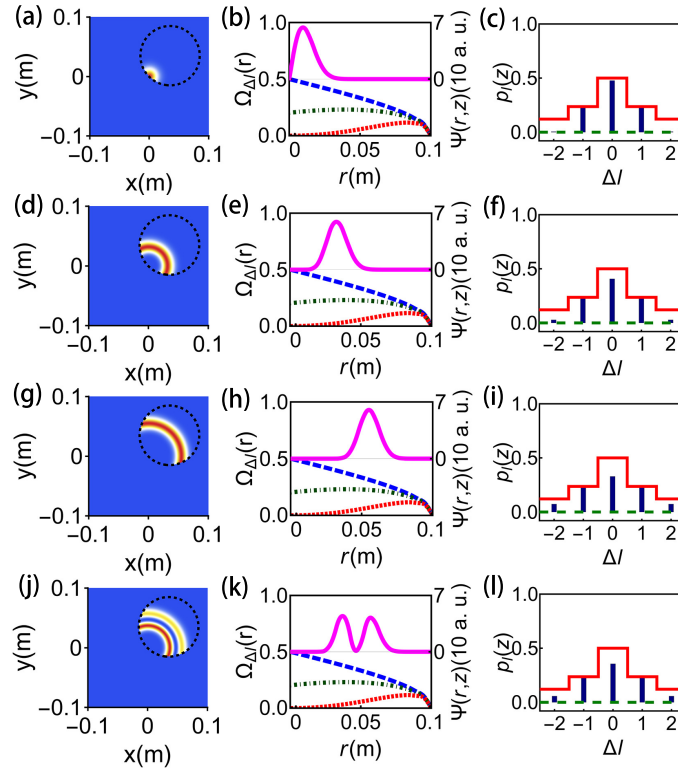 (a) (b) (c)
0.1 1.0 7 1.0
y(m) 0 Ω_Δl(r) 0.5 0 Ψ(r,z)(10 a. u.) p_l(z) 0.5
−0.1 0.0 0.0
−0.1 0 0.1 0 0.05 0.1 −2 −1 0 1 2
x(m) r(m) Δl
(d) (e) (f)
0.1 1.0 7 1.0
y(m) 0 Ω_Δl(r) 0.5 0 Ψ(r,z)(10 a. u.) p_l(z) 0.5
−0.1 0.0 0.0
−0.1 0 0.1 0 0.05 0.1 −2 −1 0 1 2
x(m) r(m) Δl
(g) (h) (i)
0.1 1.0 7 1.0
y(m) 0 Ω_Δl(r) 0.5 0 Ψ(r,z)(10 a. u.) p_l(z) 0.5
−0.1 0.0 0.0
−0.1 0 0.1 0 0.05 0.1 −2 −1 0 1 2
x(m) r(m) Δl
(j) (k) (l)
0.1 1.0 7 1.0
y(m) 0 Ω_Δl(r) 0.5 0 Ψ(r,z)(10 a. u.) p_l(z) 0.5
−0.1 0.0 0.0
−0.1 0 0.1 0 0.05 0.1 −2 −1 0 1 2
x(m) r(m) Δl